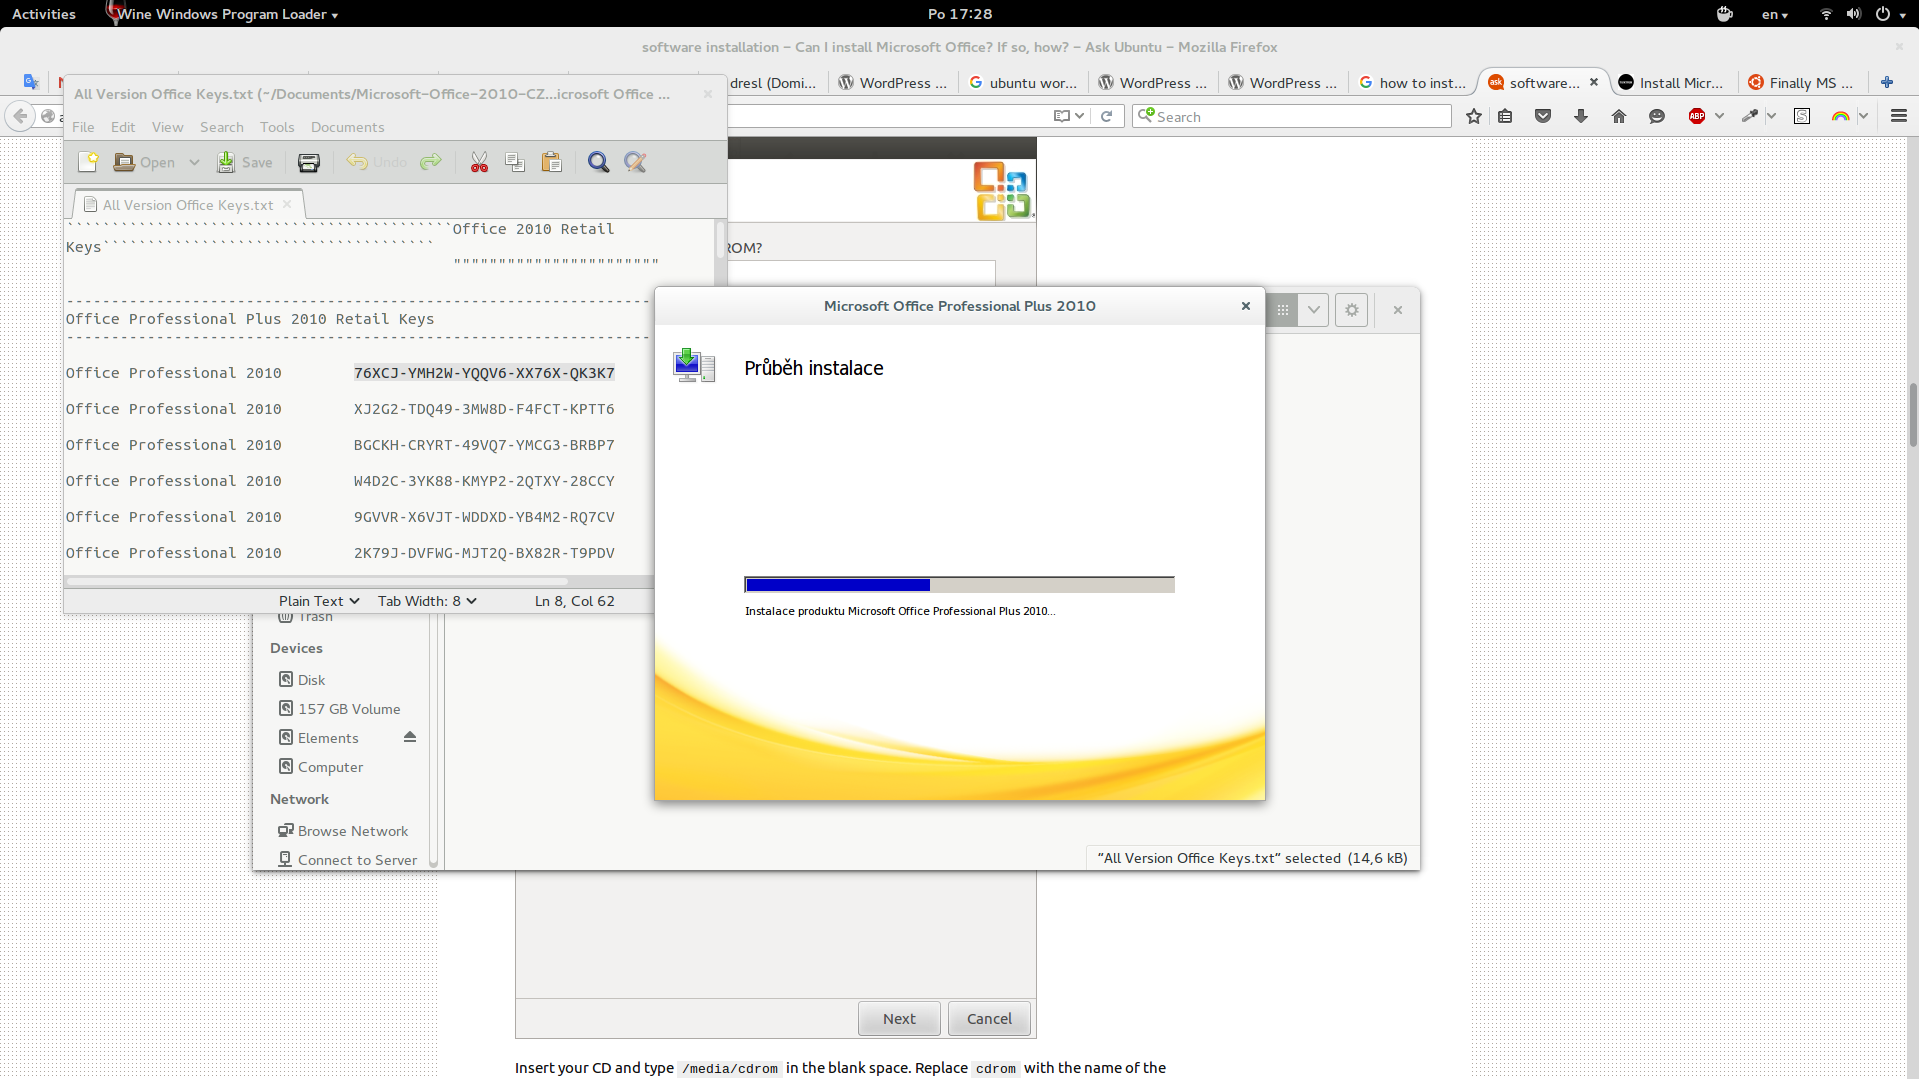 Activities
Wine Windows Program Loader
Po 17:28
en
software installation – Can I install Microsoft Office? If so, how? – Ask Ubuntu – Mozilla Firefox
dresl (Domi...
WordPress ...
ubuntu wor...
WordPress ...
WordPress ...
how to inst...
software...
Install Micr...
Finally MS ...
Search
ABP
All Version Office Keys.txt (~/Documents/Microsoft-Office-2010-CZ...icrosoft Office ...
File Edit View Search Tools Documents
Open Save Undo
All Version Office Keys.txt
Office 2010 Retail
Keys
Office Professional Plus 2010 Retail Keys
Office Professional 2010 76XCJ-YMH2W-YQQV6-XX76X-QK3K7
Office Professional 2010 XJ2G2-TDQ49-3MW8D-F4FCT-KPTT6
Office Professional 2010 BGCKH-CRYRT-49VQ7-YMCG3-BRBP7
Office Professional 2010 W4D2C-3YK88-KMYP2-2QTXY-28CCY
Office Professional 2010 9GVVR-X6VJT-WDDXD-YB4M2-RQ7CV
Office Professional 2010 2K79J-DVFWG-MJT2Q-BX82R-T9PDV
Plain Text Tab Width: 8 Ln 8, Col 62
ROM?
Microsoft Office Professional Plus 2010
Průběh instalace
Instalace produktu Microsoft Office Professional Plus 2010...
Trash
Devices
Disk
157 GB Volume
Elements
Computer
Network
Browse Network
Connect to Server
"All Version Office Keys.txt" selected (14,6 kB)
Next Cancel
Insert your CD and type /media/cdrom in the blank space. Replace cdrom with the name of the